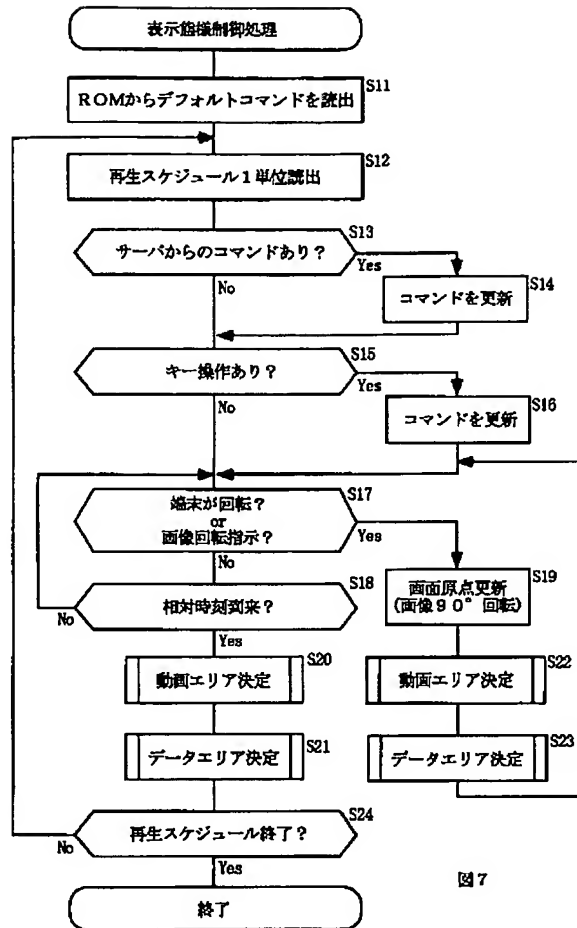 表示態様制御処理
S11
ROMからデフォルトコマンドを読出
S12
再生スケジュール1単位読出
S13
サーバからのコマンドあり?
Yes
No
S14
コマンドを更新
S15
キー操作あり?
Yes
No
S16
コマンドを更新
S17
端末が回転?
or
画像回転指示?
Yes
No
S18
相対時刻到来?
No
Yes
S19
画面原点更新
(画像90°回転)
S20
動画エリア決定
S22
動画エリア決定
S21
データエリア決定
S23
データエリア決定
S24
再生スケジュール終了?
No
Yes
終了
図7